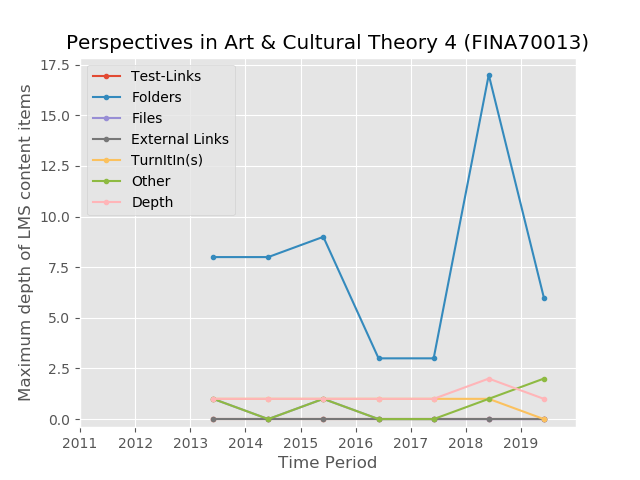 Perspectives in Art & Cultural Theory 4 (FINA70013)
Maximum depth of LMS content items
17.5
15.0
12.5
10.0
7.5
5.0
2.5
0.0
Test-Links
Folders
Files
External Links
TurnItIn(s)
Other
Depth
2011 2012 2013 2014 2015 2016 2017 2018 2019
Time Period